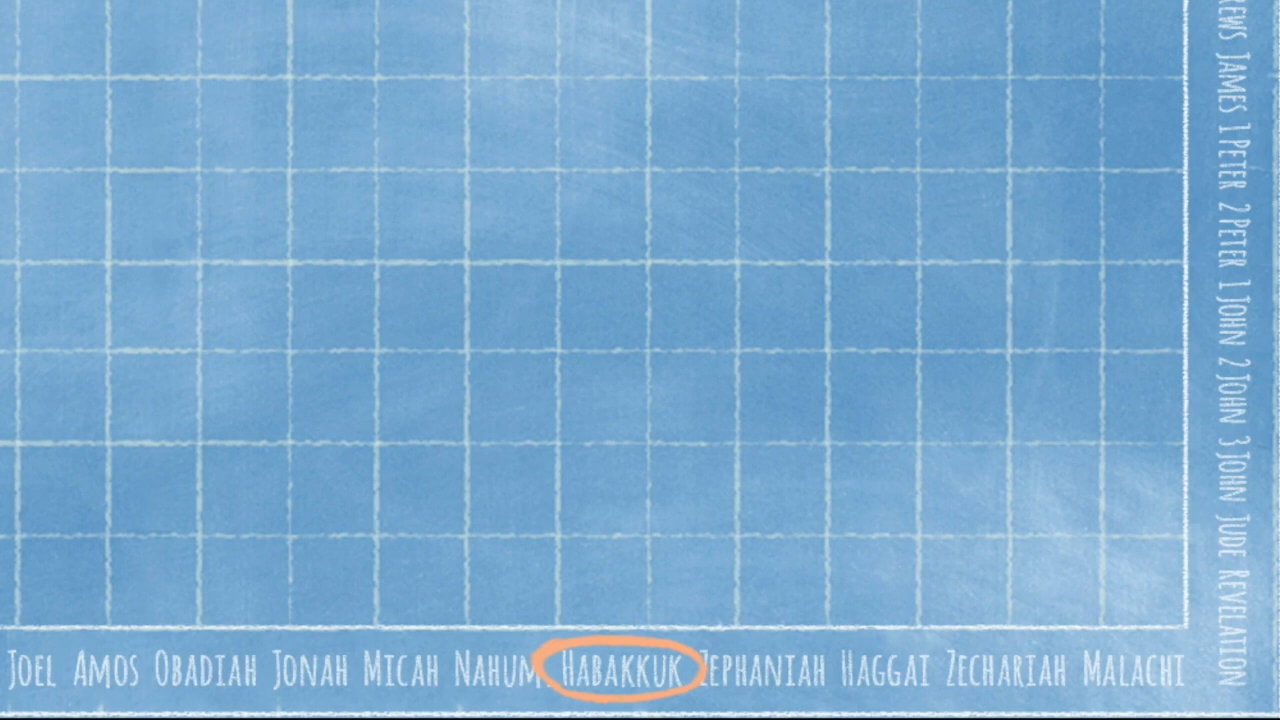 Joel Amos Obadiah Jonah Micah Nahum Habakkuk Zephaniah Haggai Zechariah Malachi
James 1 Peter 2 Peter 1 John 2 John 3 John Jude Revelation